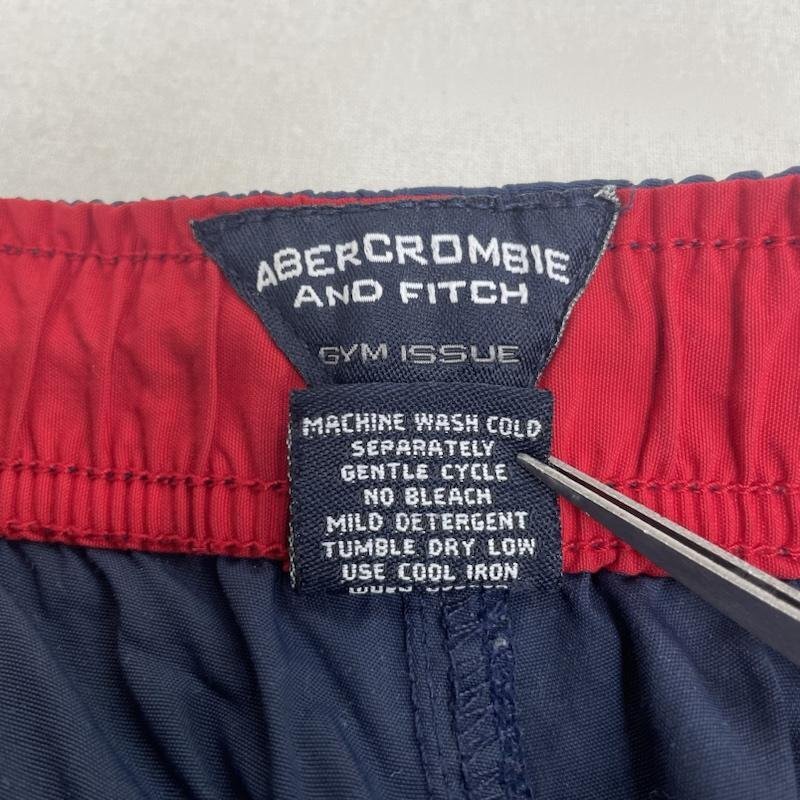 ABERCROMBIE
AND FITCH
GYM ISSUE
MACHINE WASH COLD
SEPARATELY
GENTLE CYCLE
NO BLEACH
MILD DETERGENT
TUMBLE DRY LOW
USE COOL IRON